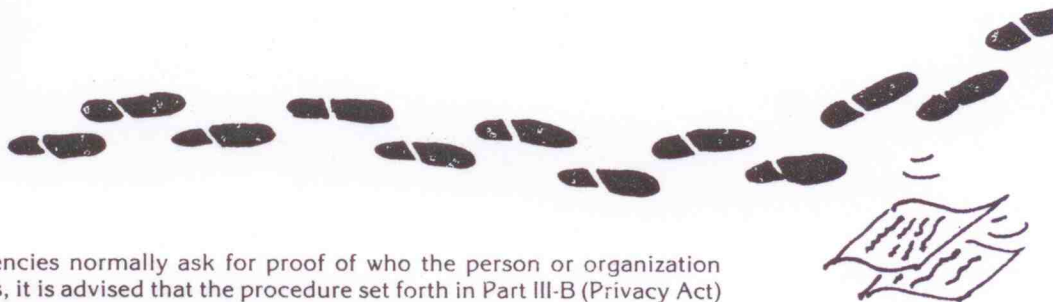 encies normally ask for proof of who the person or organization
s, it is advised that the procedure set forth in Part III-B (Privacy Act)